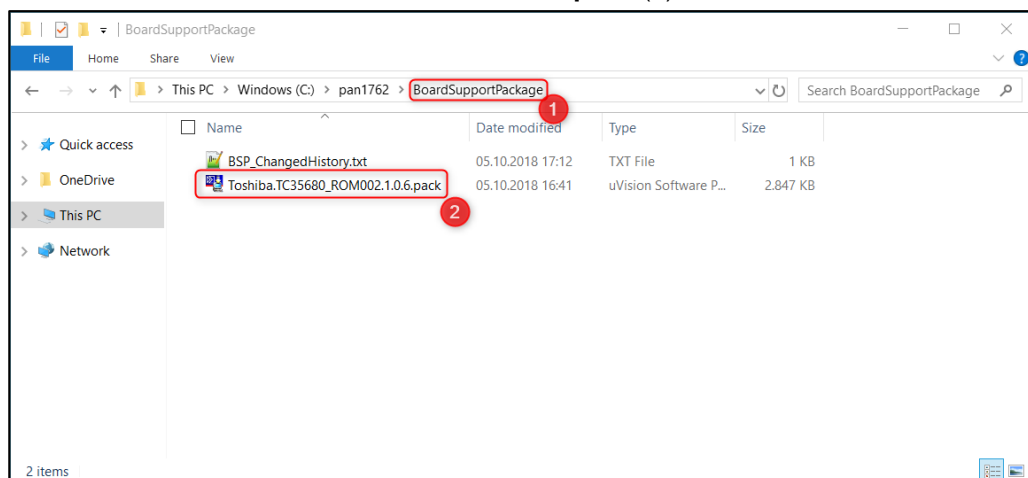 BoardSupportPackage
File Home Share View
This PC > Windows (C:) > pan1762 > BoardSupportPackage Search BoardSupportPackage
1
Name Date modified Type Size
Quick access
BSP_ChangedHistory.txt 05.10.2018 17:12 TXT File 1 KB
OneDrive Toshiba.TC35680_ROM002.1.0.6.pack 05.10.2018 16:41 uVision Software P... 2.847 KB
2
This PC
Network
2 items